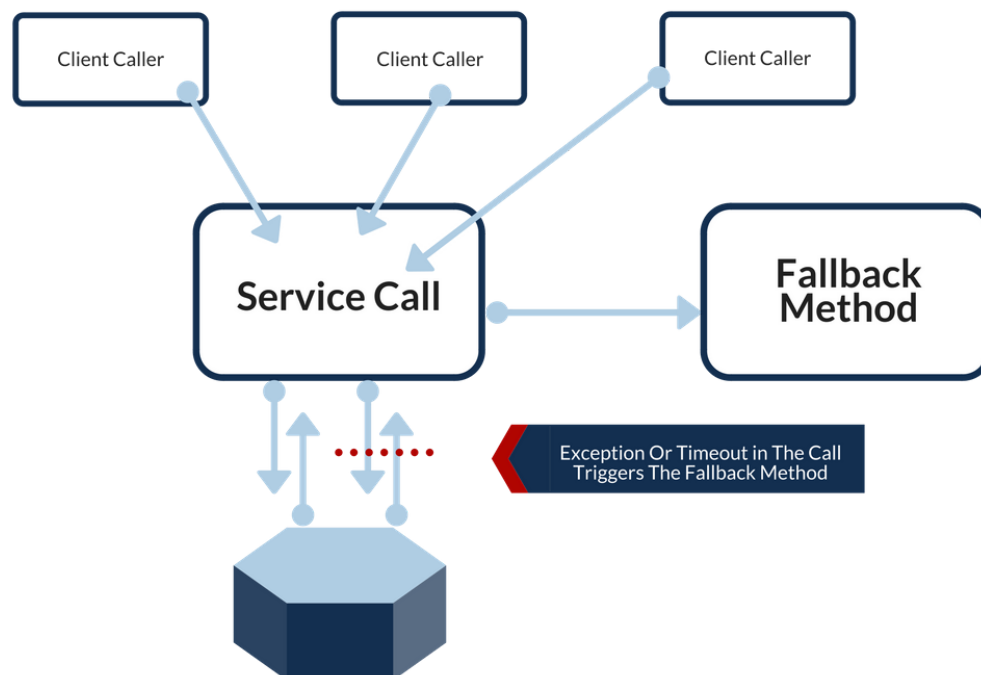 Client Caller
Client Caller
Client Caller
Service Call
Fallback
Method
Exception Or Timeout in The Call
Triggers The Fallback Method